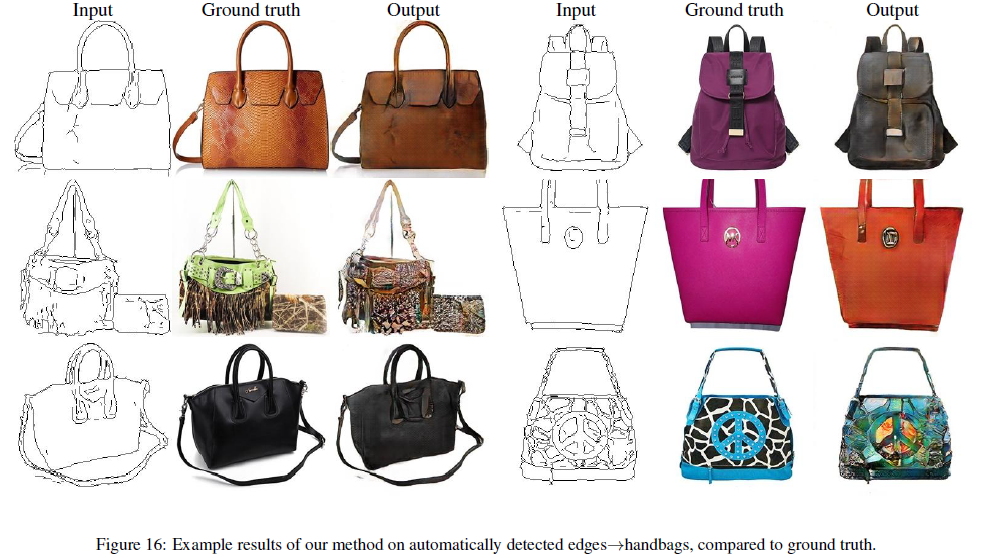 Input Ground truth Output Input Ground truth Output
Figure 16: Example results of our method on automatically detected edges→handbags, compared to ground truth.